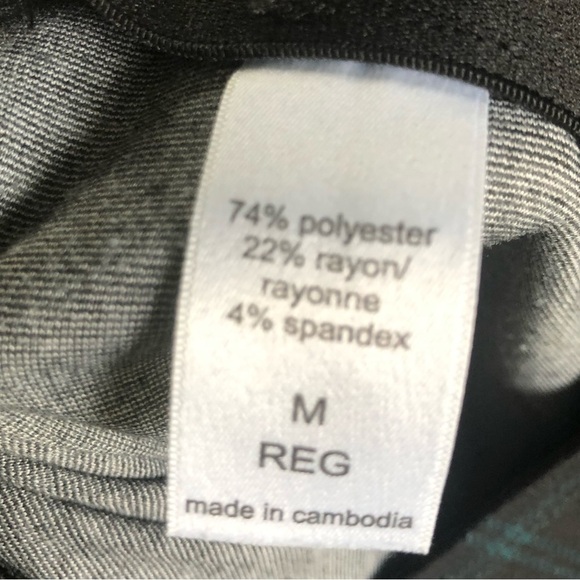 74% polyester
22% rayon/
rayonne
4% spandex
M
REG
made in cambodia